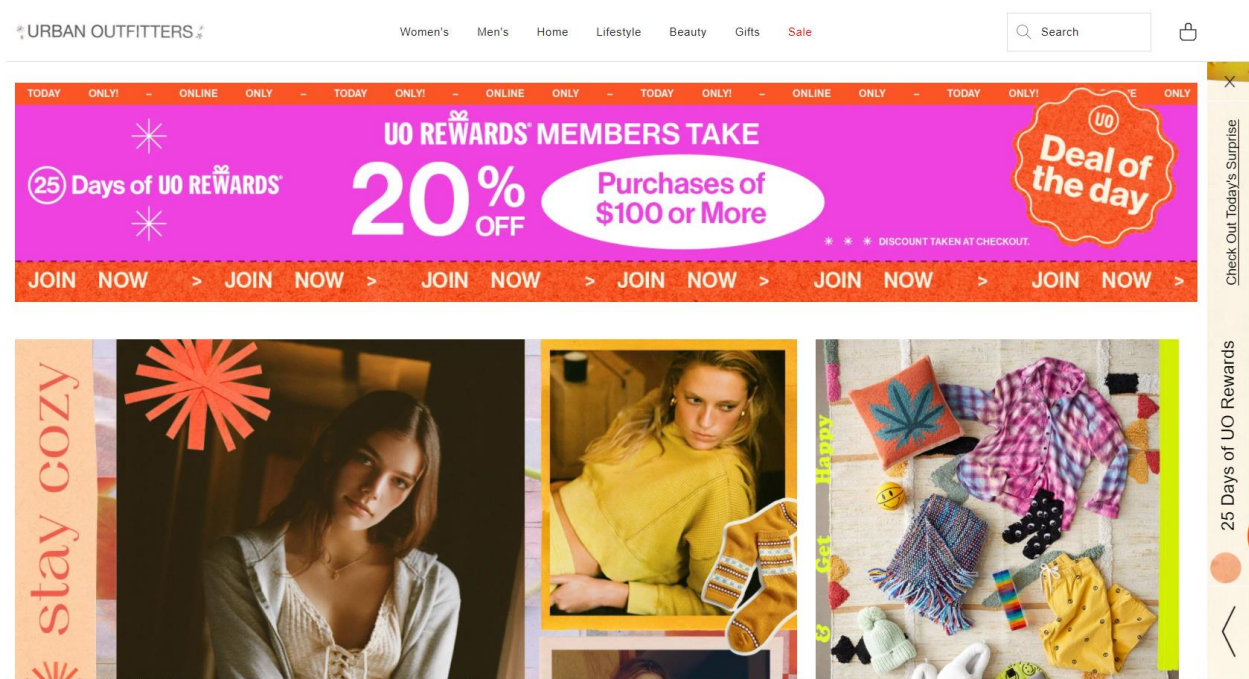 URBAN OUTFITTERS
Women's Men's Home Lifestyle Beauty Gifts Sale
Search
TODAY ONLY! – ONLINE ONLY – TODAY ONLY! – ONLINE ONLY – TODAY ONLY! – ONLINE ONLY – TODAY ONLY! ONLY
25 Days of UO REWARDS®
UO REWARDS® MEMBERS TAKE
20% OFF
Purchases of
$100 or More
✳ ✳ ✳ DISCOUNT TAKEN AT CHECKOUT.
UO
Deal of
the day
JOIN NOW > JOIN NOW > JOIN NOW > JOIN NOW > JOIN NOW > JOIN NOW >
stay cozy
& Get Happy
Check Out Today's Surprise
25 Days of UO Rewards